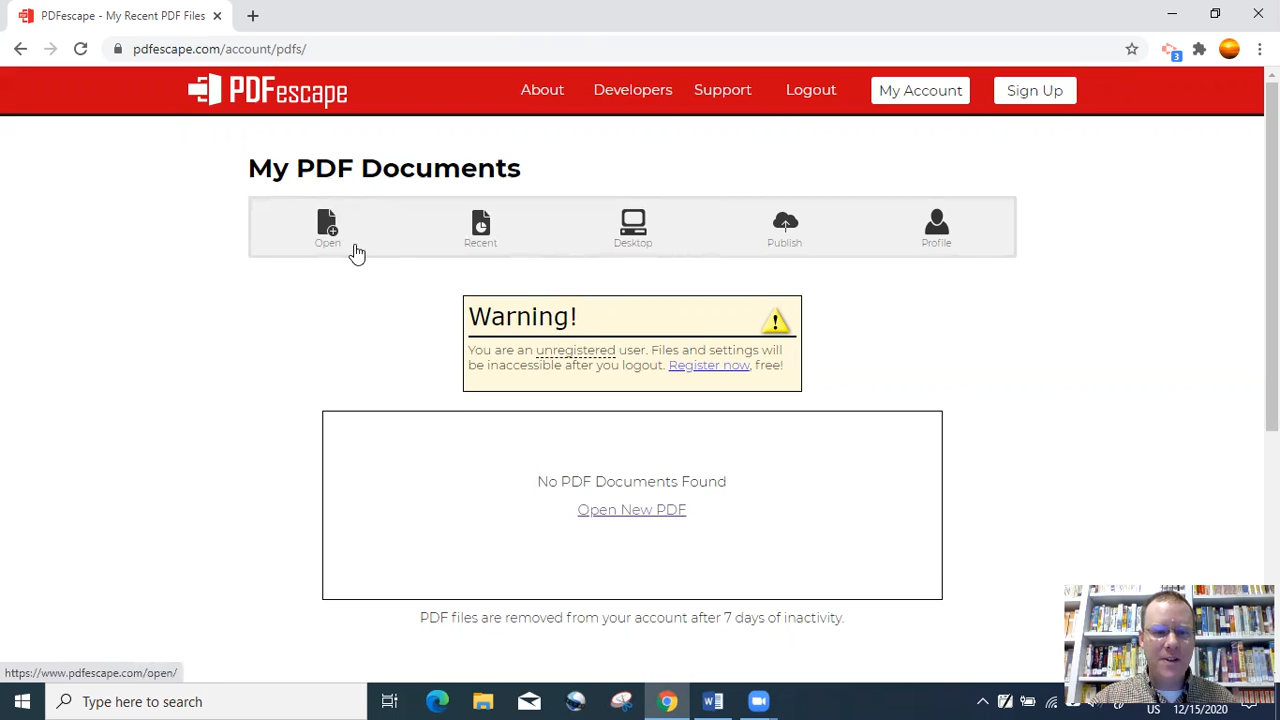 PDFescape - My Recent PDF Files
pdfescape.com/account/pdfs/
3
PDFescape
About
Developers
Support
Logout
My Account
Sign Up
My PDF Documents
Open
Recent
Desktop
Publish
Profile
Warning!
You are an unregistered user. Files and settings will
be inaccessible after you logout. Register now, free!
No PDF Documents Found
Open New PDF
PDF files are removed from your account after 7 days of inactivity.
https://www.pdfescape.com/open/
Type here to search
US
12/15/2020